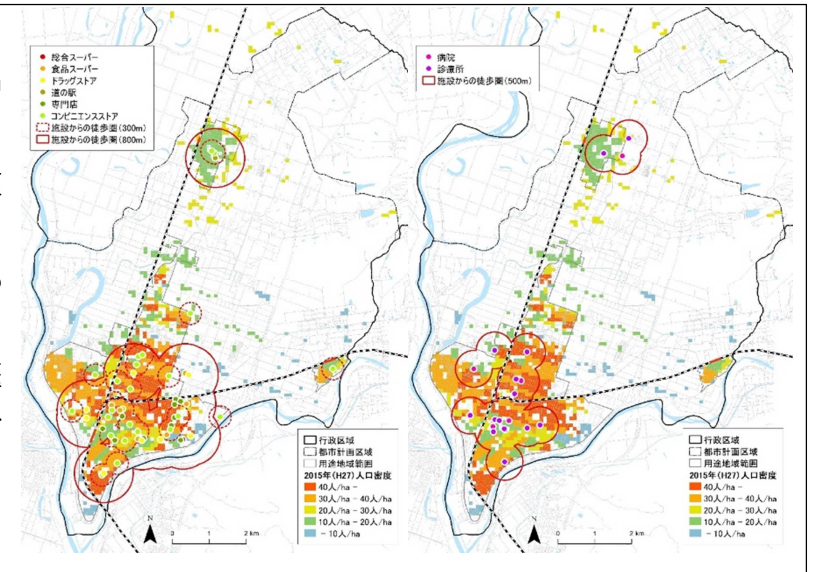 総合スーパー
食品スーパー
ドラッグストア
道の駅
専門店
コンビニエンスストア
施設からの徒歩圏(300m)
施設からの徒歩圏(800m)
行政区域
都市計画区域
用途地域範囲
2015年(H27)人口密度
40人/ha -
30人/ha - 40人/ha
20人/ha - 30人/ha
10人/ha - 20人/ha
- 10人/ha
N
0 1 2 km
病院
診療所
施設からの徒歩圏(500m)
行政区域
都市計画区域
用途地域範囲
2015年(H27)人口密度
40人/ha -
30人/ha - 40人/ha
20人/ha - 30人/ha
10人/ha - 20人/ha
- 10人/ha
N
0 1 2 km